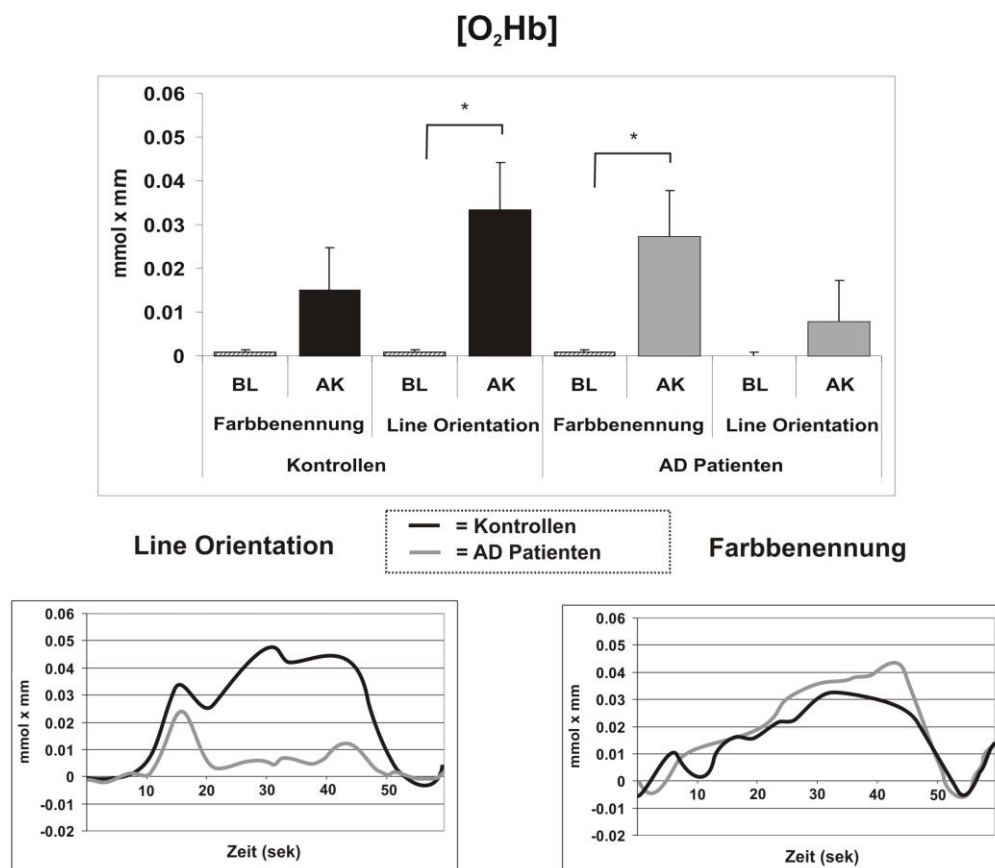 [O₂Hb]
0.06
0.05
0.04
0.03
0.02
0.01
0
mmol x mm
*
*
BL AK BL AK BL AK BL AK
Farbbenennung Line Orientation Farbbenennung Line Orientation
Kontrollen AD Patienten
Line Orientation
= Kontrollen
= AD Patienten
Farbbenennung
0.06
0.05
0.04
0.03
0.02
0.01
0
-0.01
-0.02
mmol x mm
10 20 30 40 50
Zeit (sek)
0.06
0.05
0.04
0.03
0.02
0.01
0
-0.01
-0.02
mmol x mm
10 20 30 40 50
Zeit (sek)